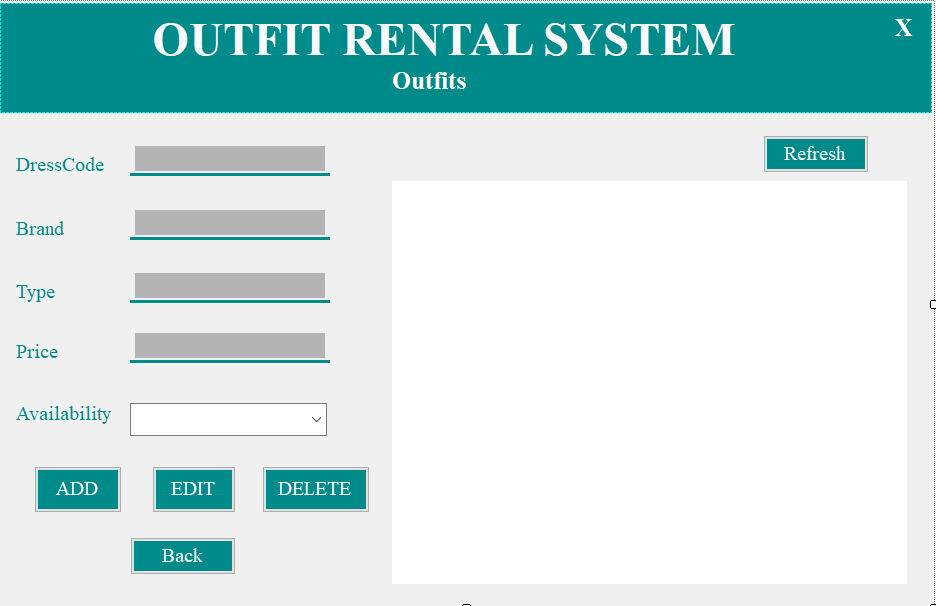 OUTFIT RENTAL SYSTEM
X
Outfits
DressCode
Refresh
Brand
Type
Price
Availability
ADD
EDIT
DELETE
Back